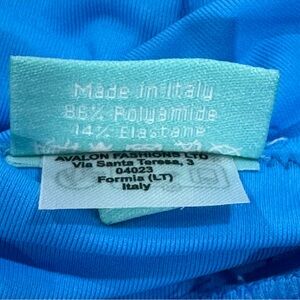 Made in Italy
86% Polyamide
14% Elastane
AVALON FASHIONS LTD
Via Santa Teresa, 3
04023
Formia (LT)
Italy